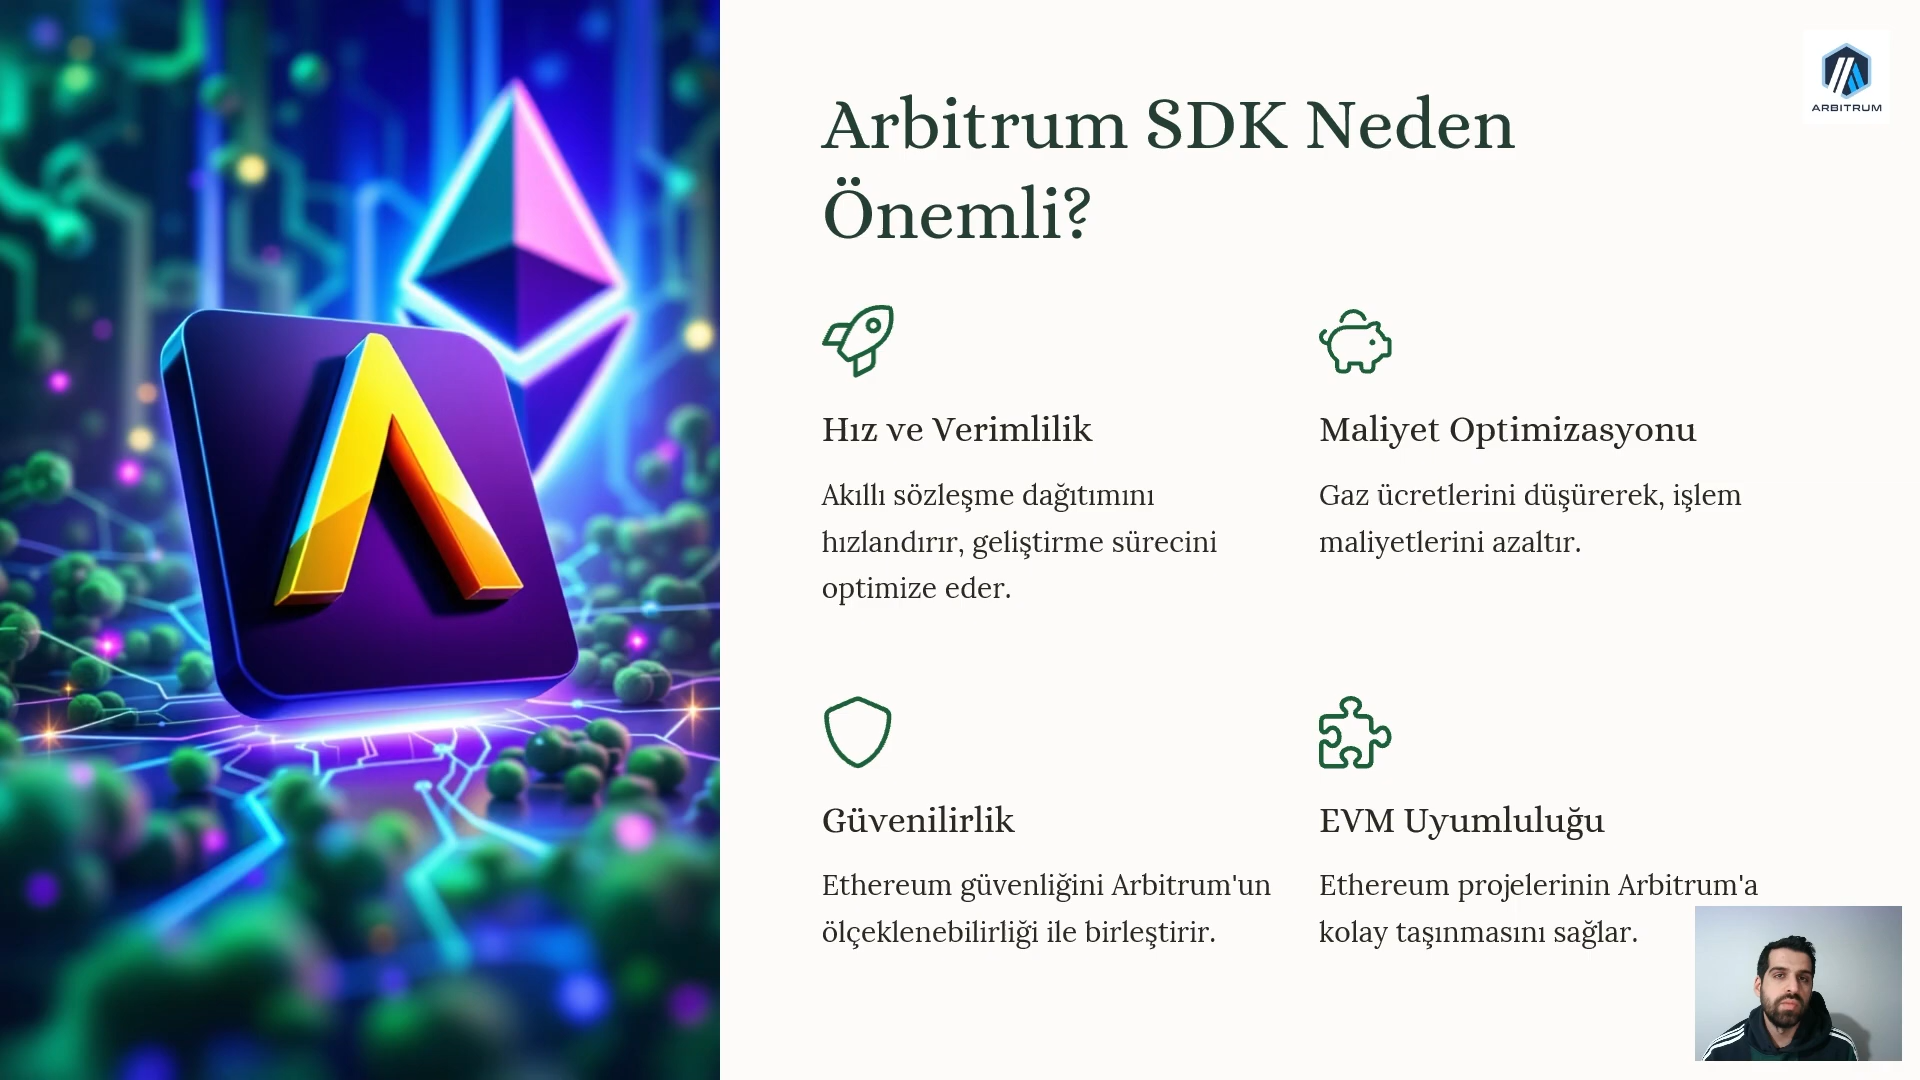 ARBITRUM
Arbitrum SDK Neden
Önemli?
Hız ve Verimlilik
Akıllı sözleşme dağıtımını
hızlandırır, geliştirme sürecini
optimize eder.
Maliyet Optimizasyonu
Gaz ücretlerini düşürerek, işlem
maliyetlerini azaltır.
Güvenilirlik
Ethereum güvenliğini Arbitrum'un
ölçeklenebilirliği ile birleştirir.
EVM Uyumluluğu
Ethereum projelerinin Arbitrum'a
kolay taşınmasını sağlar.